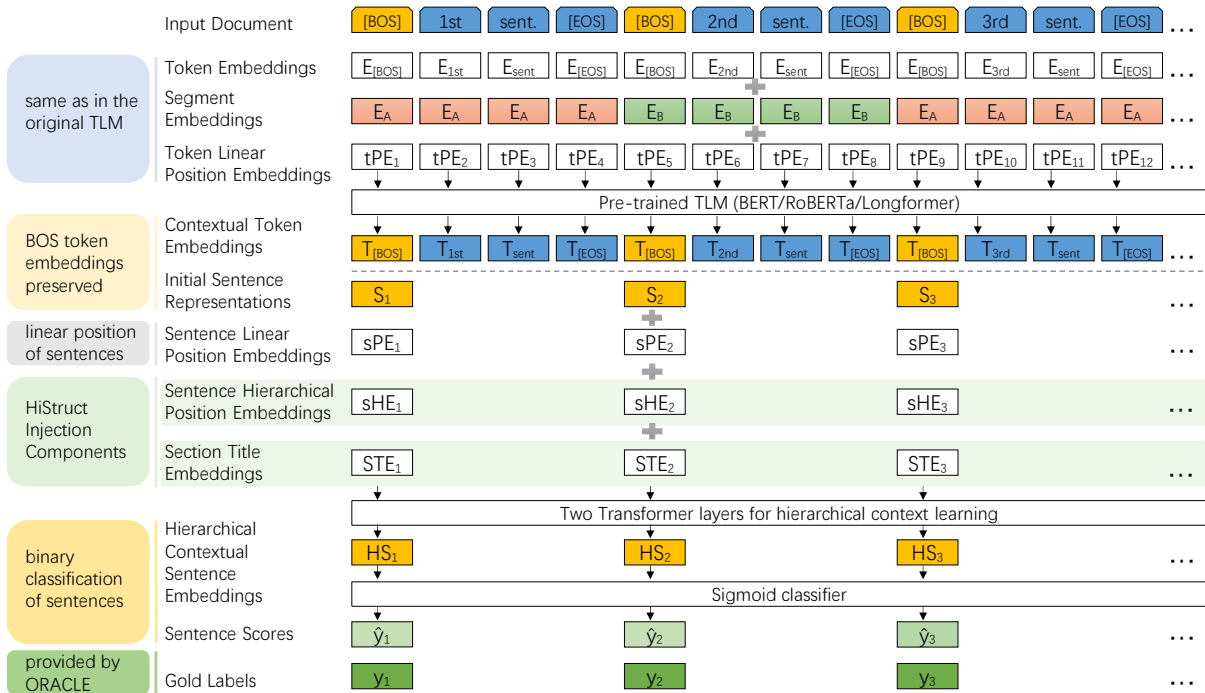 Input Document [BOS] 1st sent. [EOS] [BOS] 2nd sent. [EOS] [BOS] 3rd sent. [EOS] ...
same as in the
original TLM
Token Embeddings E[BOS] E1st Esent E[EOS] E[BOS] E2nd Esent E[EOS] E[BOS] E3rd Esent E[EOS] ...
Segment
Embeddings EA EA EA EA EB EB EB EB EA EA EA EA ...
Token Linear
Position Embeddings tPE1 tPE2 tPE3 tPE4 tPE5 tPE6 tPE7 tPE8 tPE9 tPE10 tPE11 tPE12 ...
Pre-trained TLM (BERT/RoBERTa/Longformer)
BOS token
embeddings
preserved
Contextual Token
Embeddings T[BOS] T1st Tsent T[EOS] T[BOS] T2nd Tsent T[EOS] T[BOS] T3rd Tsent T[EOS] ...
Initial Sentence
Representations S1 S2 S3 ...
linear position
of sentences
Sentence Linear
Position Embeddings sPE1 sPE2 sPE3 ...
HiStruct
Injection
Components
Sentence Hierarchical
Position Embeddings sHE1 sHE2 sHE3 ...
Section Title
Embeddings STE1 STE2 STE3 ...
Two Transformer layers for hierarchical context learning
binary
classification
of sentences
Hierarchical
Contextual
Sentence
Embeddings HS1 HS2 HS3 ...
Sigmoid classifier
Sentence Scores ŷ1 ŷ2 ŷ3 ...
provided by
ORACLE
Gold Labels y1 y2 y3 ...